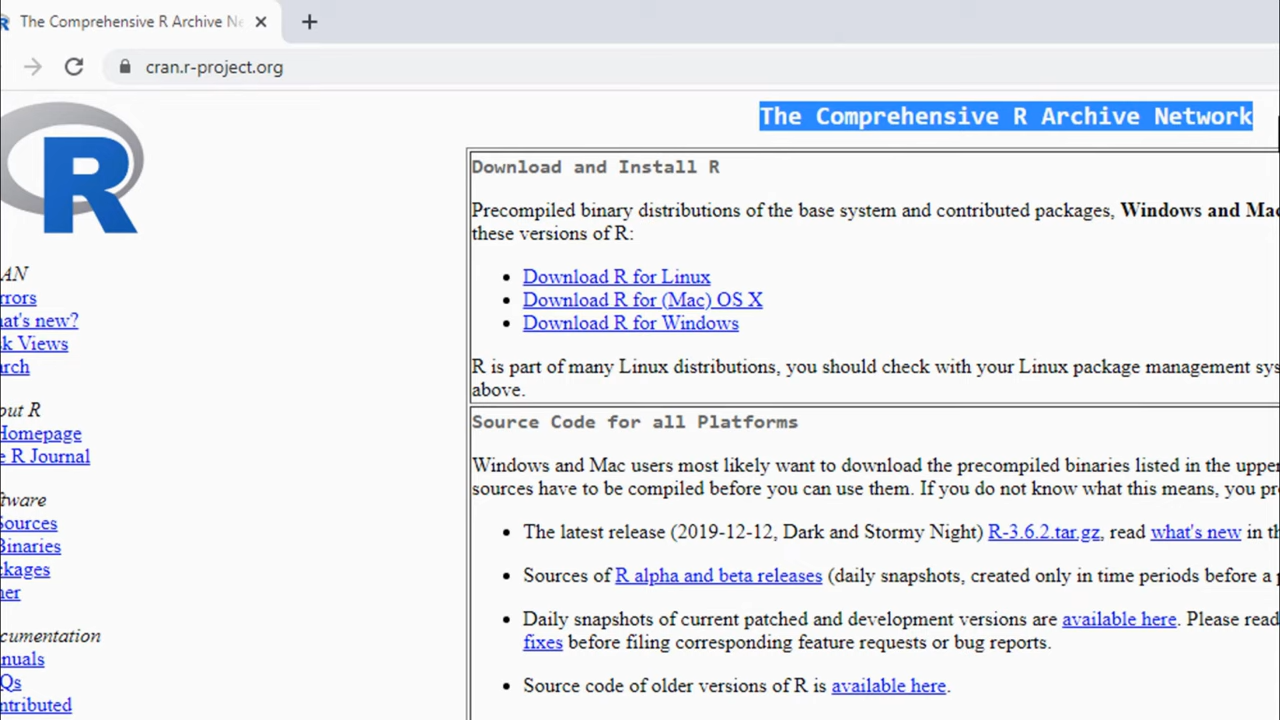 The Comprehensive R Archive Ne
cran.r-project.org
R
The Comprehensive R Archive Network
Download and Install R
Precompiled binary distributions of the base system and contributed packages, Windows and Mac
these versions of R:
Download R for Linux
Download R for (Mac) OS X
Download R for Windows
R is part of many Linux distributions, you should check with your Linux package management sys
above.
Source Code for all Platforms
Windows and Mac users most likely want to download the precompiled binaries listed in the upper
sources have to be compiled before you can use them. If you do not know what this means, you pr
The latest release (2019-12-12, Dark and Stormy Night) R-3.6.2.tar.gz, read what's new in th
Sources of R alpha and beta releases (daily snapshots, created only in time periods before a p
Daily snapshots of current patched and development versions are available here. Please read
fixes before filing corresponding feature requests or bug reports.
Source code of older versions of R is available here.
AN
rrors
at's new?
k Views
arch
out R
Homepage
e R Journal
ftware
Sources
Binaries
ckages
her
cumentation
nuals
Qs
ntributed